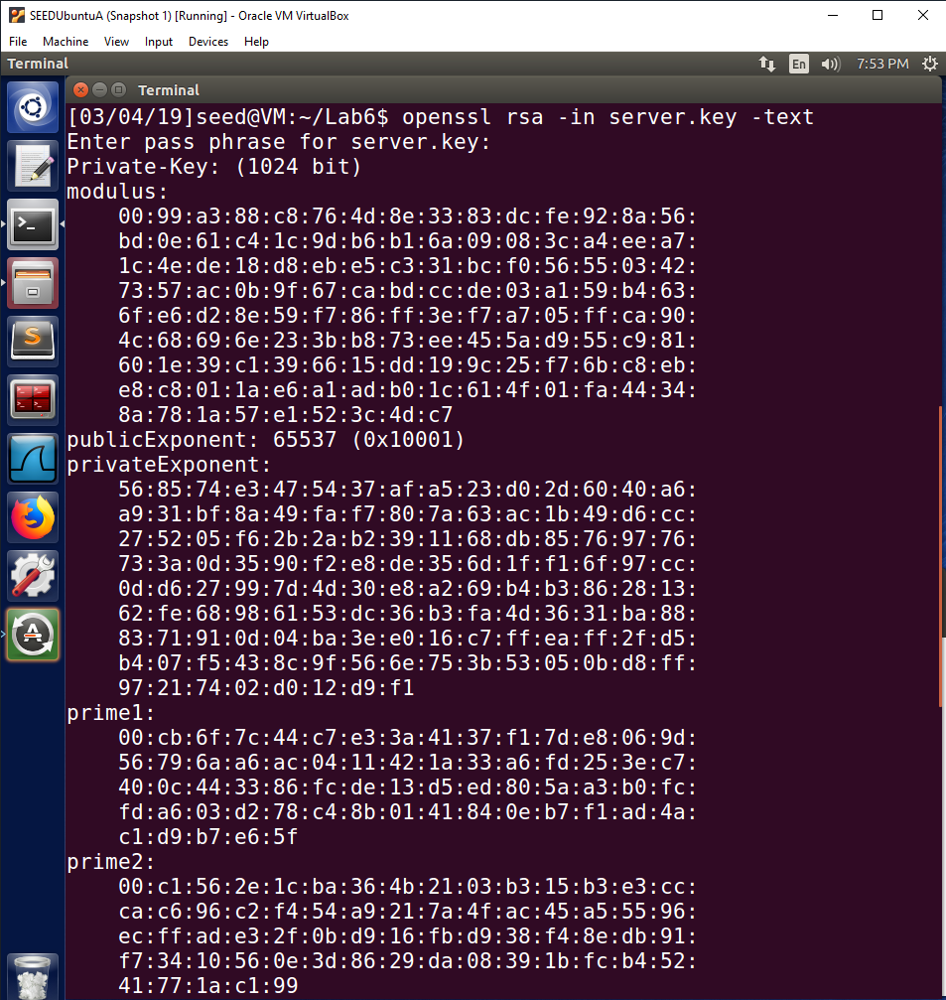 SEEDUbuntuA (Snapshot 1) [Running] - Oracle VM VirtualBox
File Machine View Input Devices Help
Terminal En 7:53 PM
Terminal
[03/04/19]seed@VM:~/Lab6$ openssl rsa -in server.key -text
Enter pass phrase for server.key:
Private-Key: (1024 bit)
modulus:
00:99:a3:88:c8:76:4d:8e:33:83:dc:fe:92:8a:56:
bd:0e:61:c4:1c:9d:b6:b1:6a:09:08:3c:a4:ee:a7:
1c:4e:de:18:d8:eb:e5:c3:31:bc:f0:56:55:03:42:
73:57:ac:0b:9f:67:ca:bd:cc:de:03:a1:59:b4:63:
6f:e6:d2:8e:59:f7:86:ff:3e:f7:a7:05:ff:ca:90:
4c:68:69:6e:23:3b:b8:73:ee:45:5a:d9:55:c9:81:
60:1e:39:c1:39:66:15:dd:19:9c:25:f7:6b:c8:eb:
e8:c8:01:1a:e6:a1:ad:b0:1c:61:4f:01:fa:44:34:
8a:78:1a:57:e1:52:3c:4d:c7
publicExponent: 65537 (0x10001)
privateExponent:
56:85:74:e3:47:54:37:af:a5:23:d0:2d:60:40:a6:
a9:31:bf:8a:49:fa:f7:80:7a:63:ac:1b:49:d6:cc:
27:52:05:f6:2b:2a:b2:39:11:68:db:85:76:97:76:
73:3a:0d:35:90:f2:e8:de:35:6d:1f:f1:6f:97:cc:
0d:d6:27:99:7d:4d:30:e8:a2:69:b4:b3:86:28:13:
62:fe:68:98:61:53:dc:36:b3:fa:4d:36:31:ba:88:
83:71:91:0d:04:ba:3e:e0:16:c7:ff:ea:ff:2f:d5:
b4:07:f5:43:8c:9f:56:6e:75:3b:53:05:0b:d8:ff:
97:21:74:02:d0:12:d9:f1
prime1:
00:cb:6f:7c:44:c7:e3:3a:41:37:f1:7d:e8:06:9d:
56:79:6a:a6:ac:04:11:42:1a:33:a6:fd:25:3e:c7:
40:0c:44:33:86:fc:de:13:d5:ed:80:5a:a3:b0:fc:
fd:a6:03:d2:78:c4:8b:01:41:84:0e:b7:f1:ad:4a:
c1:d9:b7:e6:5f
prime2:
00:c1:56:2e:1c:ba:36:4b:21:03:b3:15:b3:e3:cc:
ca:c6:96:c2:f4:54:a9:21:7a:4f:ac:45:a5:55:96:
ec:ff:ad:e3:2f:0b:d9:16:fb:d9:38:f4:8e:db:91:
f7:34:10:56:0e:3d:86:29:da:08:39:1b:fc:b4:52:
41:77:1a:c1:99